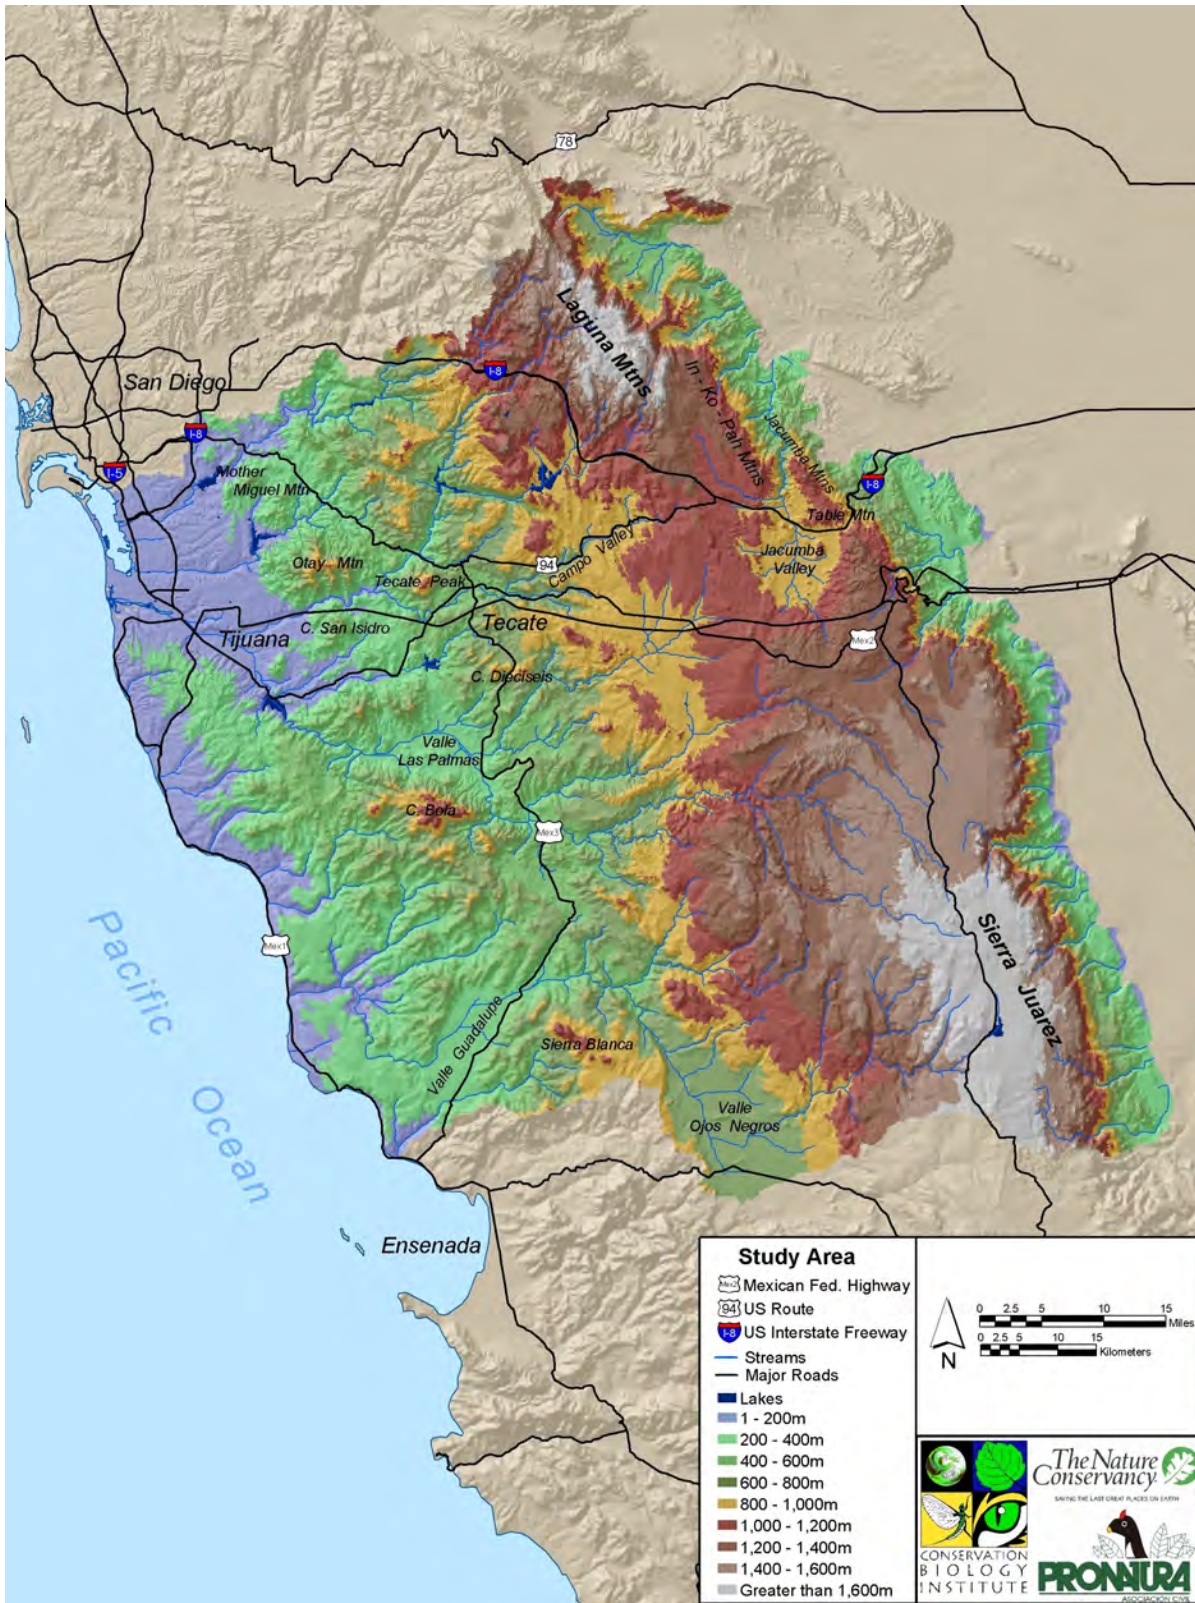 78
Laguna Mtns
I-8
San Diego
In - Ko - Pah Mtns
Jacumba Mtns
I-8
I-5
Mother
Miguel Mtn
I-8
Table Mtn
Otay Mtn
94
Campo Valley
Jacumba
Valley
Tecate Peak
Tecate
C. San Isidro
Tijuana
Mex2
C. Dieciseis
Valle
Las Palmas
C. Bola
Mex3
Pacific
Ocean
Mex1
Sierra Juarez
Valle Guadalupe
Sierra Blanca
Valle
Ojos Negros
Ensenada
Study Area
Mex2 Mexican Fed. Highway
94 US Route
I-8 US Interstate Freeway
Streams
Major Roads
Lakes
1 - 200m
200 - 400m
400 - 600m
600 - 800m
800 - 1,000m
1,000 - 1,200m
1,200 - 1,400m
1,400 - 1,600m
Greater than 1,600m
N
0 2.5 5 10 15
Miles
0 2.5 5 10 15
Kilometers
CONSERVATION
BIOLOGY
INSTITUTE
The Nature
Conservancy
SAVING THE LAST GREAT PLACES ON EARTH
PRONATURA
ASOCIACIÓN CIVIL